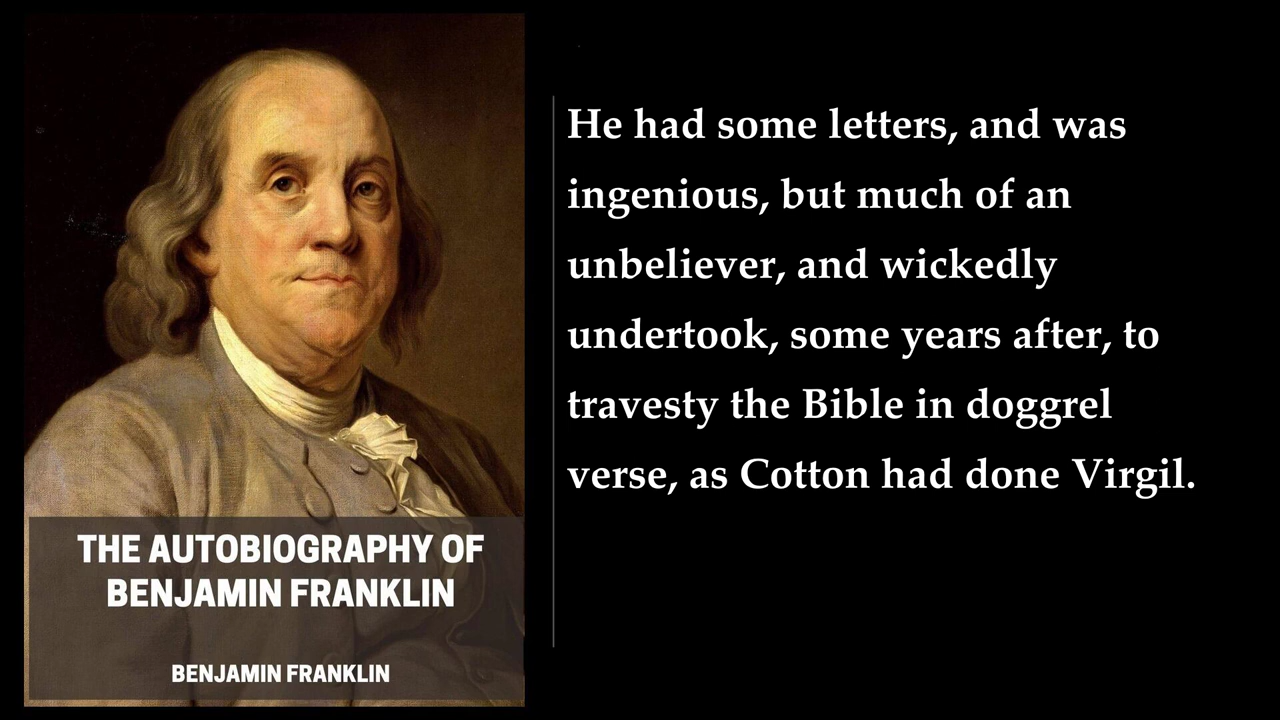 THE AUTOBIOGRAPHY OF
BENJAMIN FRANKLIN
BENJAMIN FRANKLIN
He had some letters, and was
ingenious, but much of an
unbeliever, and wickedly
undertook, some years after, to
travesty the Bible in doggrel
verse, as Cotton had done Virgil.